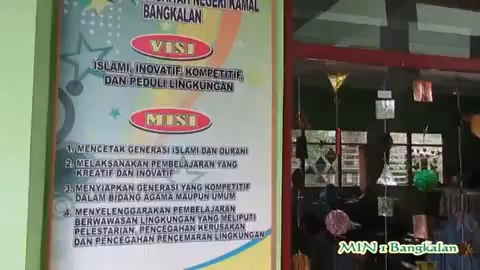 NEGERI KAMAL
BANGKALAN
VISI
ISLAMI, INOVATIF, KOMPETITIF,
DAN PEDULI LINGKUNGAN
MISI
1. MENCETAK GENERASI ISLAMI DAN QURANI
2. MELAKSANAKAN PEMBELAJARAN YANG
KREATIF DAN INOVATIF
3. MENYIAPKAN GENERASI YANG KOMPETITIF
DALAM BIDANG AGAMA MAUPUN UMUM
4. MENYELENGGARAKAN PEMBELAJARAN
BERWAWASAN LINGKUNGAN YANG MELIPUTI
PELESTARIAN, PENCEGAHAN KERUSAKAN
DAN PENCEGAHAN PENCEMARAN LINGKUNGAN
MIN 1 Bangkalan